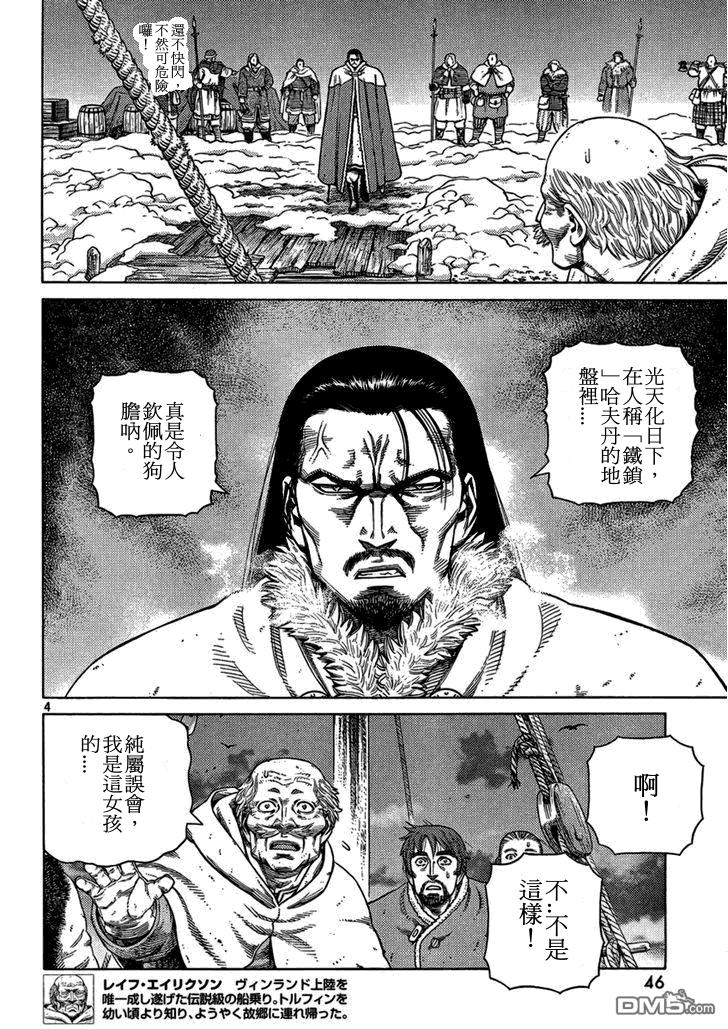 還不快閃，
不然可危險
囉！
光天化日下，
在人稱「鐵鎖
」哈夫丹的地
盤裡⋯⋯
真是令人
欽佩的狗
膽吶。
4
啊！
不⋯不是
這樣！
純屬誤會，
我是這女孩
的⋯⋯
レイフ・エイリクソン　ヴィンランド上陸を
唯一成し遂げた伝説級の船乗り。トルフィンを
幼い頃より知り、ようやく故郷に連れ帰った。
46
DM5.com